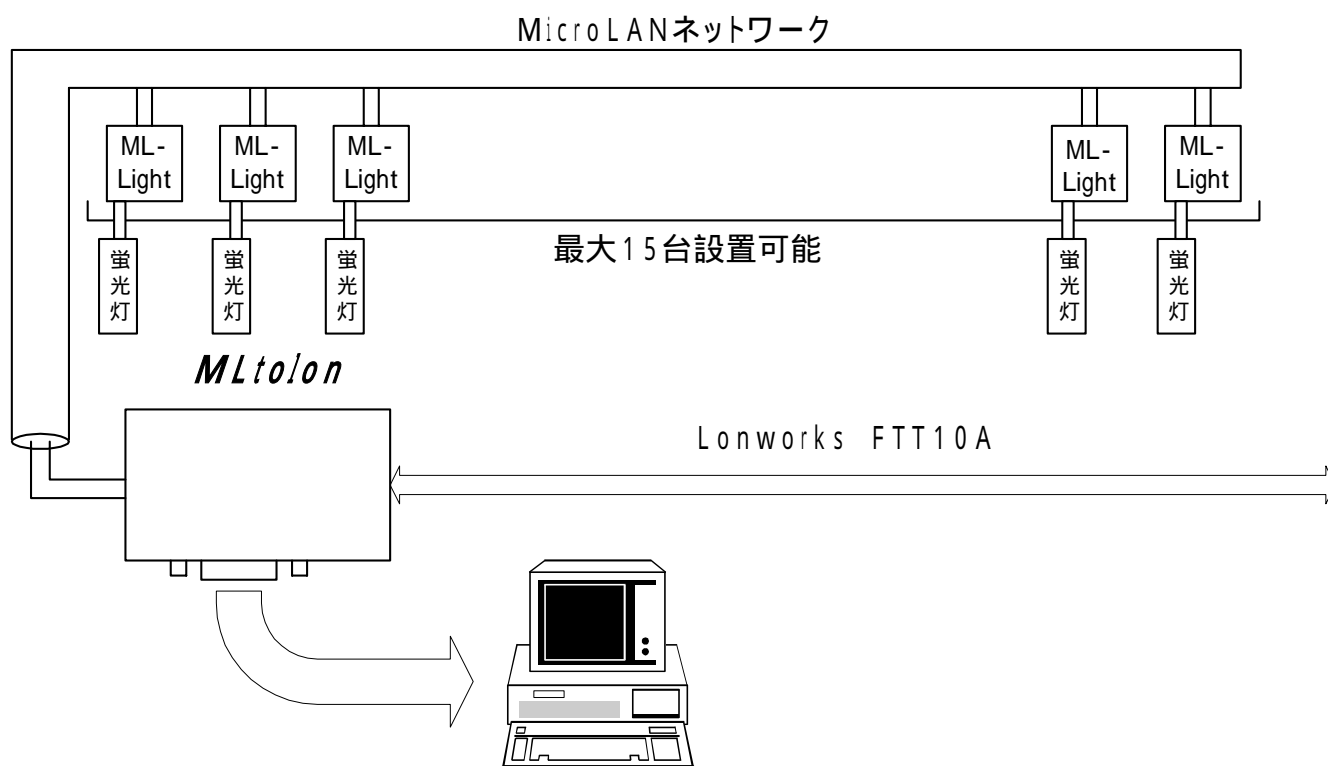 MicroLANネットワーク
ML-
Light
ML-
Light
ML-
Light
ML-
Light
ML-
Light
最大15台設置可能
蛍光灯
蛍光灯
蛍光灯
蛍光灯
蛍光灯
MLtolon
Lonworks FTT10A